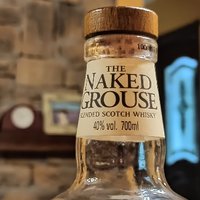 THE
NAKED
GROUSE
BLENDED SCOTCH WHISKY
40% vol. 700ml